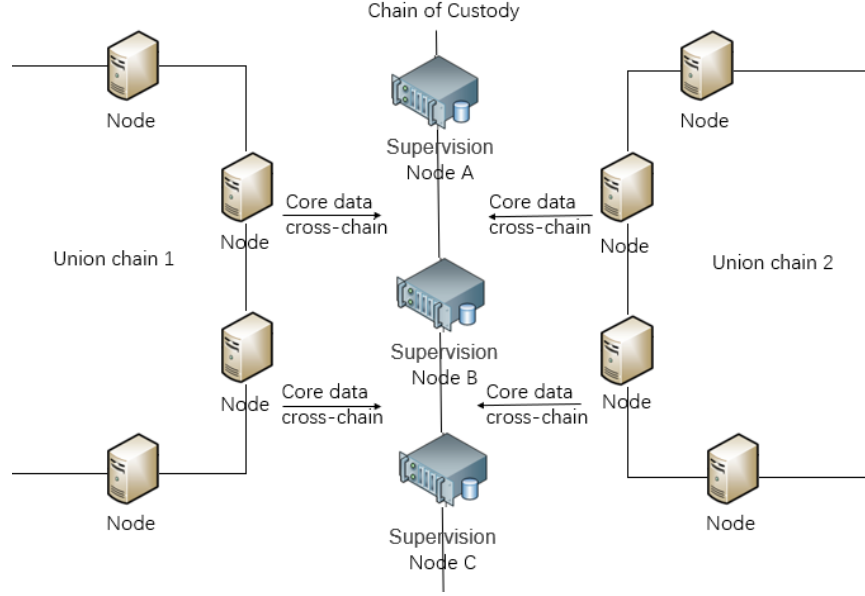 Chain of Custody
Node
Node
Supervision
Node A
Core data
cross-chain
Core data
cross-chain
Node
Node
Union chain 1
Union chain 2
Supervision
Node B
Core data
cross-chain
Core data
cross-chain
Node
Node
Node
Node
Supervision
Node C